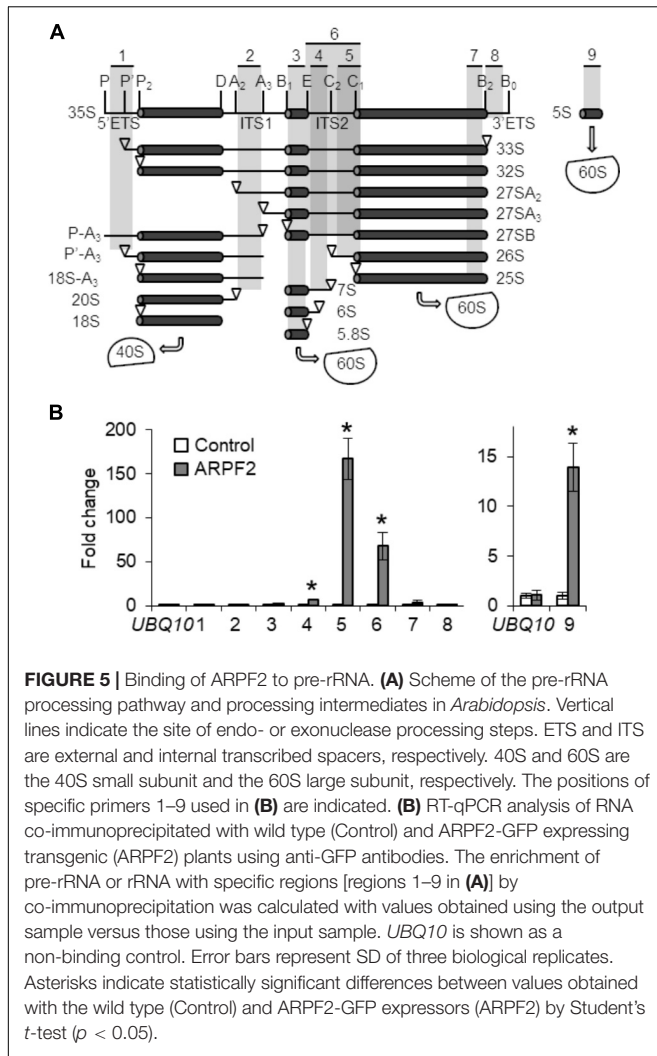 A
6
1 2 3 4 5 7 8 9
P P' P₂ D A₂ A₃ B₁ E C₂ C₁ B₂ B₀
35S 5S
5'ETS ITS1 ITS2 3'ETS
33S
32S 60S
27SA₂
27SA₃
P-A₃ 27SB
P'-A₃ 26S
18S-A₃ 25S
20S 7S
18S 6S 60S
40S 5.8S
60S
B
Fold change
200
150
100
50
0
Control
ARPF2
* * *
UBQ10 1 2 3 4 5 6 7 8
15
10
5
0
*
UBQ10 9
FIGURE 5 | Binding of ARPF2 to pre-rRNA. (A) Scheme of the pre-rRNA
processing pathway and processing intermediates in Arabidopsis. Vertical
lines indicate the site of endo- or exonuclease processing steps. ETS and ITS
are external and internal transcribed spacers, respectively. 40S and 60S are
the 40S small subunit and the 60S large subunit, respectively. The positions of
specific primers 1–9 used in (B) are indicated. (B) RT-qPCR analysis of RNA
co-immunoprecipitated with wild type (Control) and ARPF2-GFP expressing
transgenic (ARPF2) plants using anti-GFP antibodies. The enrichment of
pre-rRNA or rRNA with specific regions [regions 1–9 in (A)] by
co-immunoprecipitation was calculated with values obtained using the output
sample versus those using the input sample. UBQ10 is shown as a
non-binding control. Error bars represent SD of three biological replicates.
Asterisks indicate statistically significant differences between values obtained
with the wild type (Control) and ARPF2-GFP expressors (ARPF2) by Student's
t-test (p < 0.05).